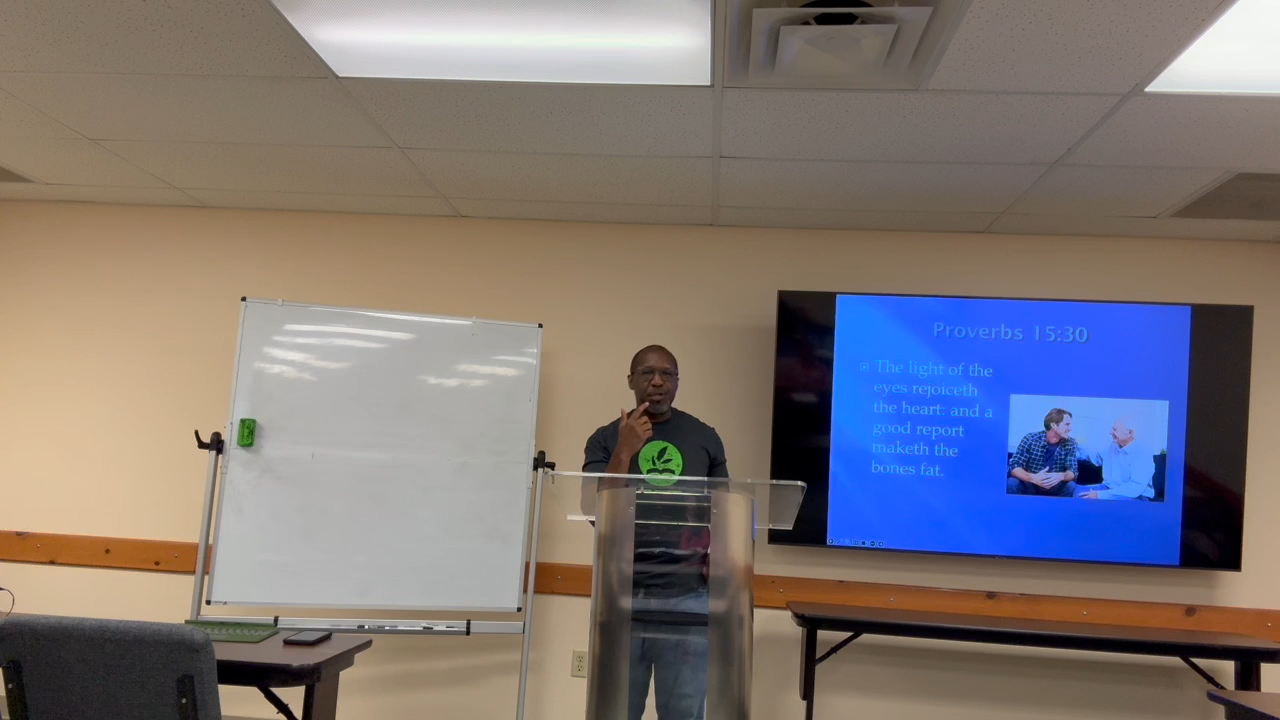 Proverbs 15:30
The light of the
eyes rejoiceth
the heart: and a
good report
maketh the
bones fat.